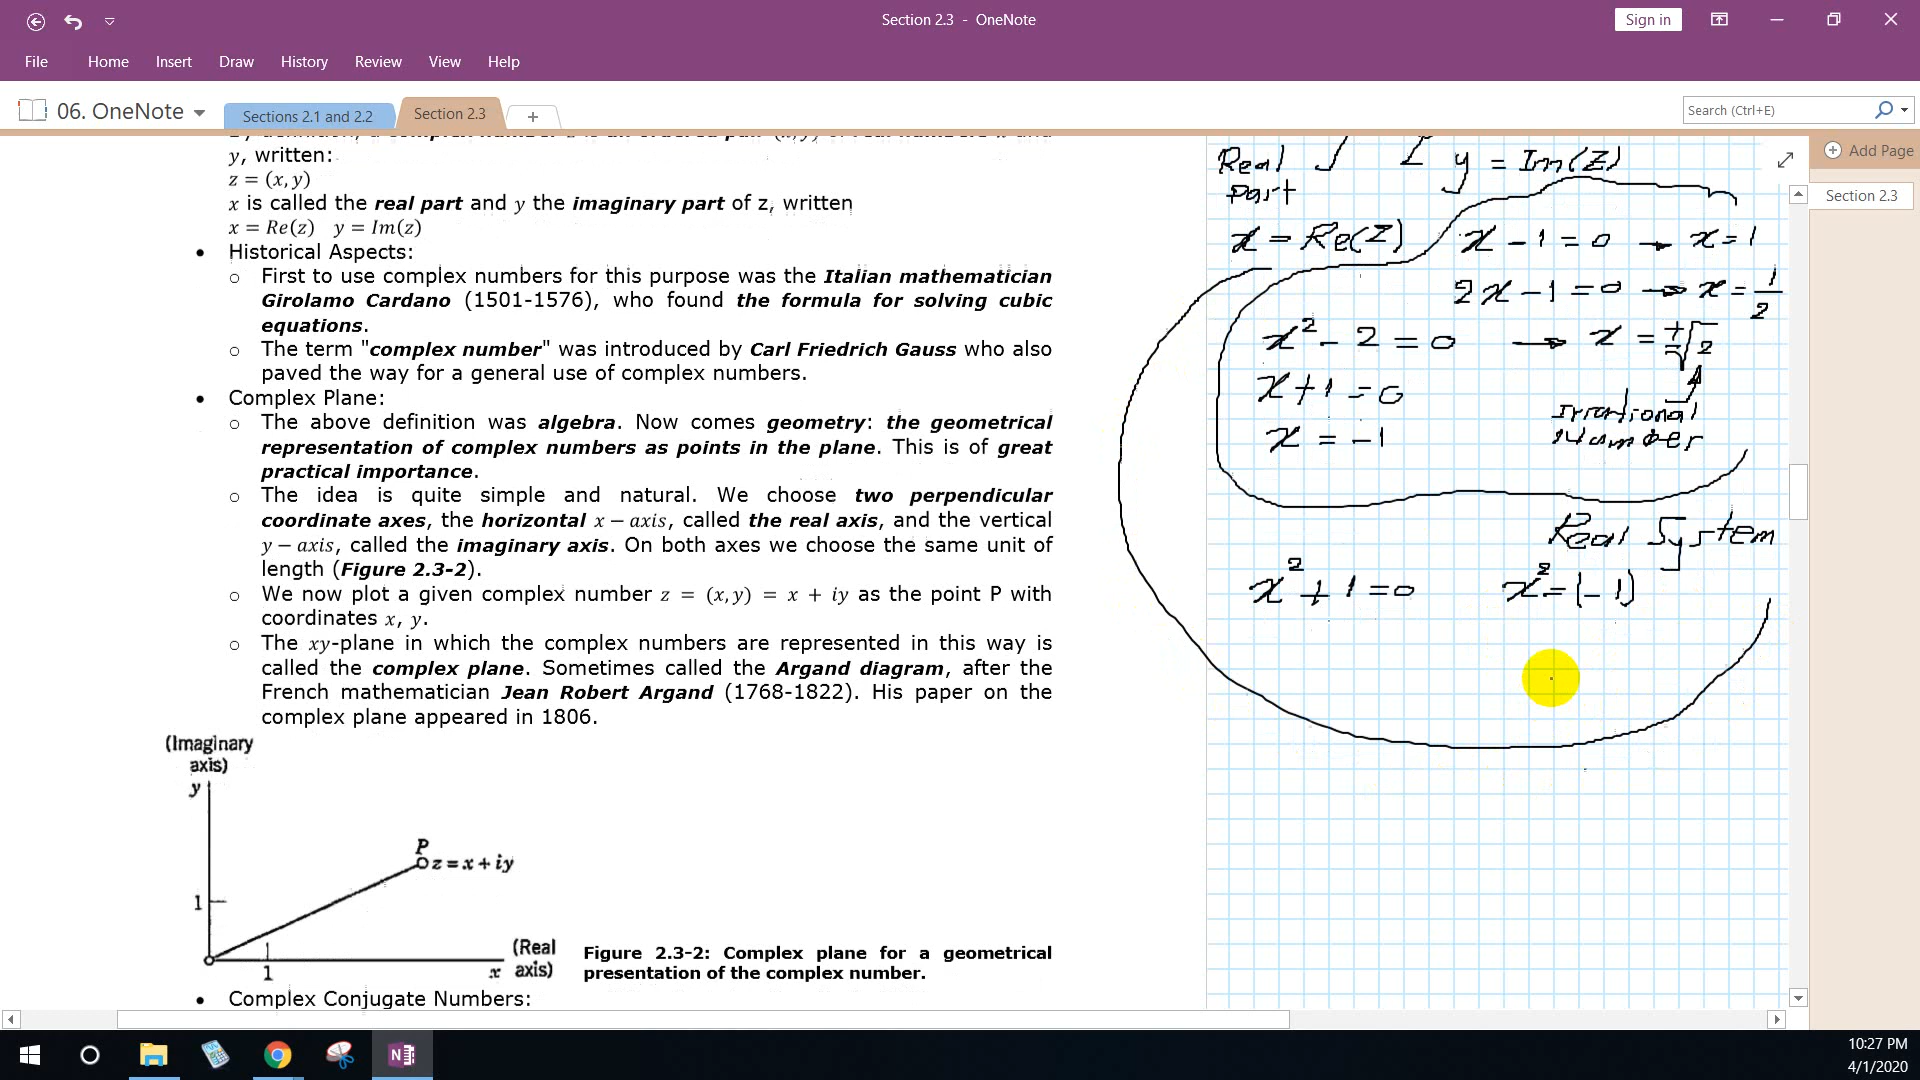 Section 2.3 - OneNote
Sign in
File Home Insert Draw History Review View Help
06. OneNote
Sections 2.1 and 2.2
Section 2.3
+
Search (Ctrl+E)
Add Page
Section 2.3
y, written:
z = (x, y)
x is called the real part and y the imaginary part of z, written
x = Re(z) y = Im(z)
• Historical Aspects:
o First to use complex numbers for this purpose was the Italian mathematician
Girolamo Cardano (1501-1576), who found the formula for solving cubic
equations.
o The term "complex number" was introduced by Carl Friedrich Gauss who also
paved the way for a general use of complex numbers.
• Complex Plane:
o The above definition was algebra. Now comes geometry: the geometrical
representation of complex numbers as points in the plane. This is of great
practical importance.
o The idea is quite simple and natural. We choose two perpendicular
coordinate axes, the horizontal x − axis, called the real axis, and the vertical
y − axis, called the imaginary axis. On both axes we choose the same unit of
length (Figure 2.3-2).
o We now plot a given complex number z = (x, y) = x + iy as the point P with
coordinates x, y.
o The xy-plane in which the complex numbers are represented in this way is
called the complex plane. Sometimes called the Argand diagram, after the
French mathematician Jean Robert Argand (1768-1822). His paper on the
complex plane appeared in 1806.
(Imaginary
axis)
y
P
z = x + iy
1
1
x
(Real
axis)
Figure 2.3-2: Complex plane for a geometrical
presentation of the complex number.
• Complex Conjugate Numbers:
Real
part
y = Im(z)
x = Re(z)
x - 1 = 0 → x = 1
2x - 1 = 0 → x = 1/2
x² - 2 = 0 → x = ±√2
x + 1 = 0
x = -1
Irrational
Number
Real System
x² + 1 = 0 x² = (-1)
10:27 PM
4/1/2020